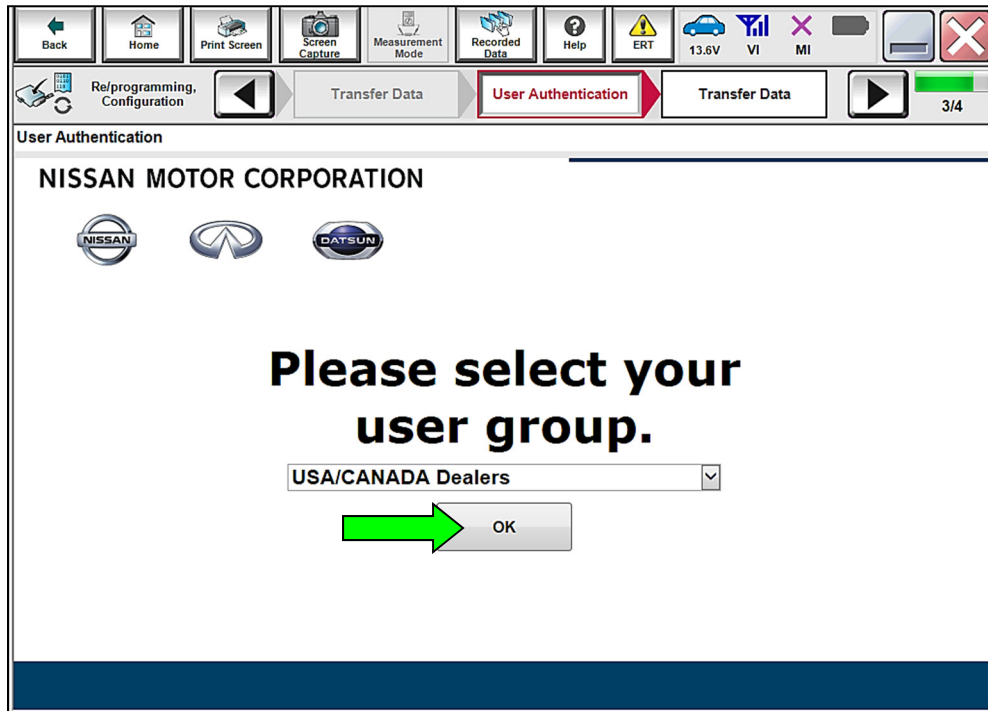 Back
Home
Print Screen
Screen
Capture
Measurement
Mode
Recorded
Data
Help
ERT
13.6V
VI
MI
Re/programming,
Configuration
Transfer Data
User Authentication
Transfer Data
3/4
User Authentication
NISSAN MOTOR CORPORATION
NISSAN
DATSUN
Please select your
user group.
USA/CANADA Dealers
OK